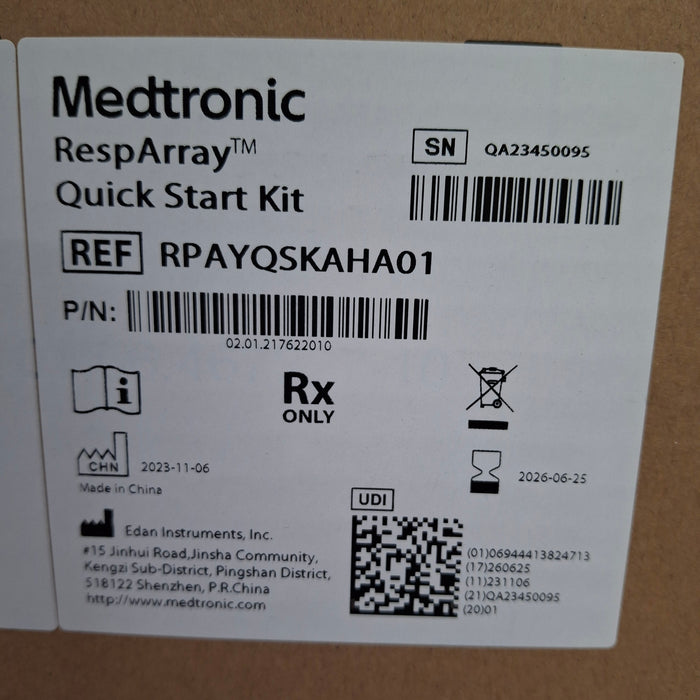 Medtronic
RespArray™
Quick Start Kit
SN QA23450095
REF RPAYQSKAHA01
P/N:
02.01.217622010
i
Rx
ONLY
CHN 2023-11-06
Made in China
2026-06-25
UDI
Edan Instruments, Inc.
#15 Jinhui Road,Jinsha Community,
Kengzi Sub-District, Pingshan District,
518122 Shenzhen, P.R.China
http://www.medtronic.com
(01)06944413824713
(17)260625
(11)231106
(21)QA23450095
(20)01